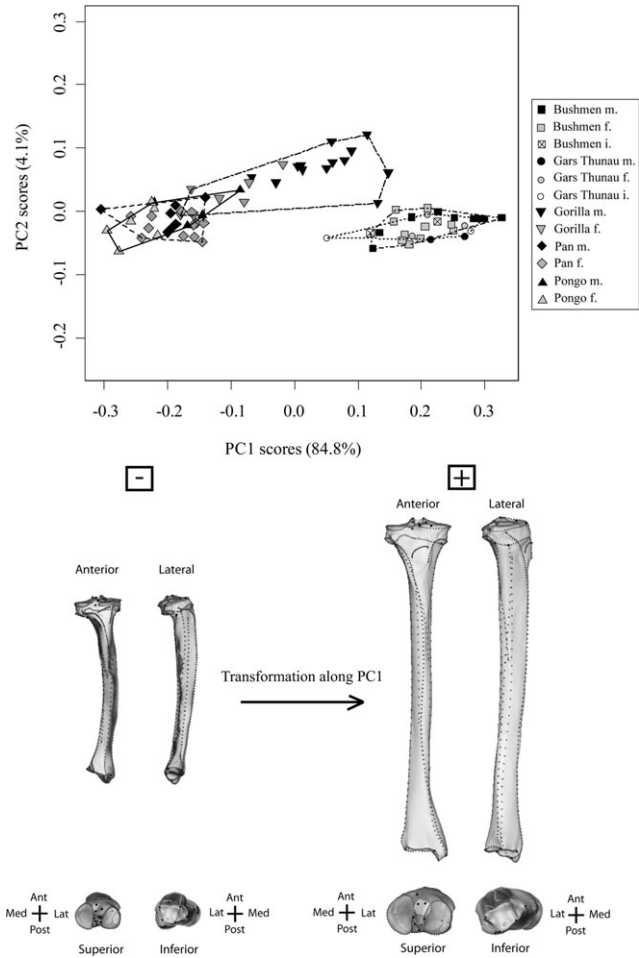 0.3
0.2
0.1
0.0
-0.1
-0.2
PC2 scores (4.1%)
-0.3 -0.2 -0.1 0.0 0.1 0.2 0.3
PC1 scores (84.8%)
Bushmen m.
Bushmen f.
Bushmen i.
Gars Thunau m.
Gars Thunau f.
Gars Thunau i.
Gorilla m.
Gorilla f.
Pan m.
Pan f.
Pongo m.
Pongo f.
- +
Anterior Lateral
Anterior Lateral
Transformation along PC1
Ant
Med Lat
Post
Superior
Inferior
Ant
Lat Med
Post
Ant
Med Lat
Post
Superior
Inferior
Ant
Lat Med
Post